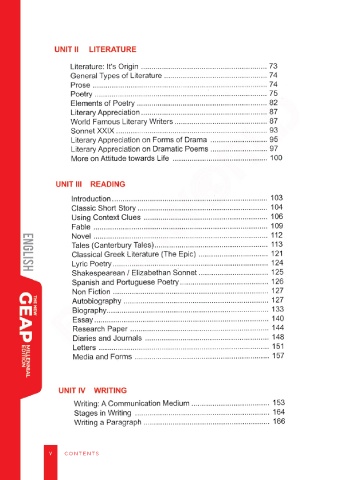 UNIT II LITERATURE
Literature: It's Origin ........ 73
General Types of Literature ........ 74
Prose ........ 74
Poetry ........ 75
Elements of Poetry ........ 82
Literary Appreciation ........ 87
World Famous Literary Writers ........ 87
Sonnet XXIX ........ 93
Literary Appreciation on Forms of Drama ........ 95
Literary Appreciation on Dramatic Poems ........ 97
More on Attitude towards Life ........ 100
UNIT III READING
Introduction ........ 103
Classic Short Story ........ 104
Using Context Clues ........ 106
Fable ........ 109
Novel ........ 112
Tales (Canterbury Tales) ........ 113
Classical Greek Literature (The Epic) ........ 121
Lyric Poetry ........ 124
Shakespearean / Elizabethan Sonnet ........ 125
Spanish and Portuguese Poetry ........ 126
Non Fiction ........ 127
Autobiography ........ 127
Biography ........ 133
Essay ........ 140
Research Paper ........ 144
Diaries and Journals ........ 148
Letters ........ 151
Media and Forms ........ 157
UNIT IV WRITING
Writing: A Communication Medium ........ 153
Stages in Writing ........ 164
Writing a Paragraph ........ 166
ENGLISH
THE NEW
GEAP
MILLENNIAL
EDITION
V CONTENTS